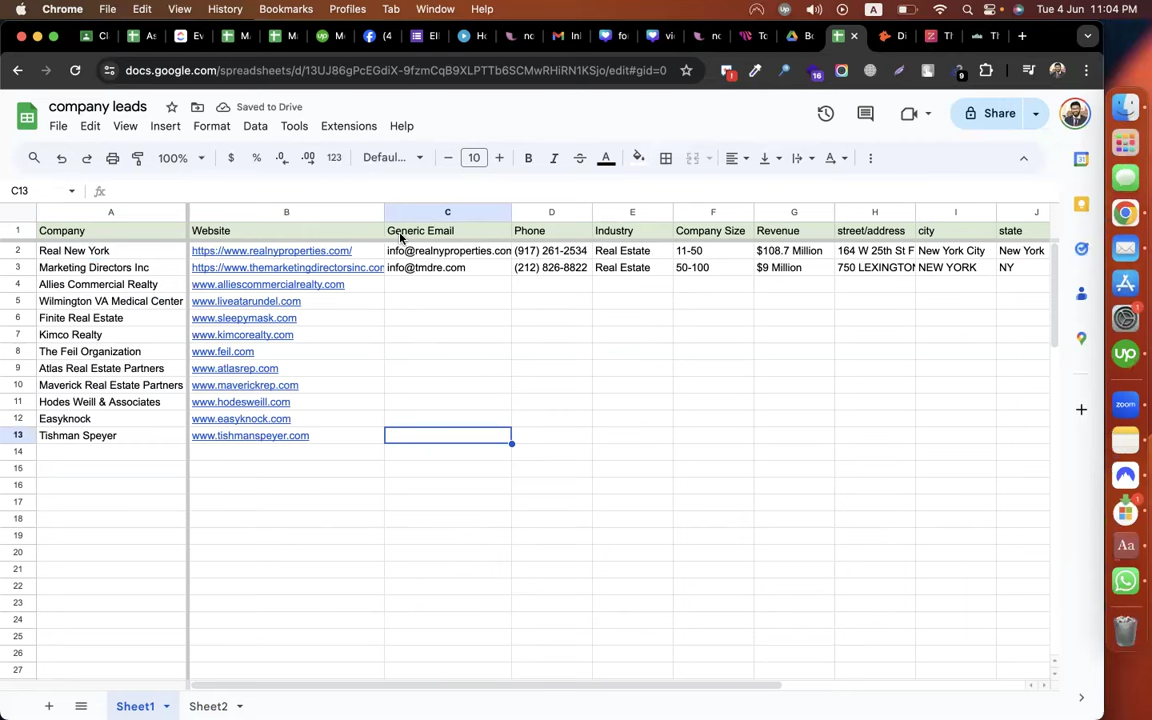 Chrome File Edit View History Bookmarks Profiles Tab Window Help A Tue 4 Jun 11:04 PM
docs.google.com/spreadsheets/d/13UJ86gPcEGdiX-9fzmCqB9XLPTTb6SCMwRHiRN1KSjo/edit#gid=0
company leads Saved to Drive
File Edit View Insert Format Data Tools Extensions Help
Share
100% $ % .0 .00 123 Defaul... 10 B I A
C13 fx
A B C D E F G H I J
1 Company Website Generic Email Phone Industry Company Size Revenue street/address city state
2 Real New York https://www.realnyproperties.com/ info@realnyproperties.con (917) 261-2534 Real Estate 11-50 $108.7 Million 164 W 25th St F New York City New York
3 Marketing Directors Inc https://www.themarketingdirectorsinc.con info@tmdre.com (212) 826-8822 Real Estate 50-100 $9 Million 750 LEXINGTON NEW YORK NY
4 Allies Commercial Realty www.alliescommercialrealty.com
5 Wilmington VA Medical Center www.liveatarundel.com
6 Finite Real Estate www.sleepymask.com
7 Kimco Realty www.kimcorealty.com
8 The Feil Organization www.feil.com
9 Atlas Real Estate Partners www.atlasrep.com
10 Maverick Real Estate Partners www.maverickrep.com
11 Hodes Weill & Associates www.hodesweill.com
12 Easyknock www.easyknock.com
13 Tishman Speyer www.tishmanspeyer.com
14
15
16
17
18
19
20
21
22
23
24
25
26
27
Sheet1 Sheet2